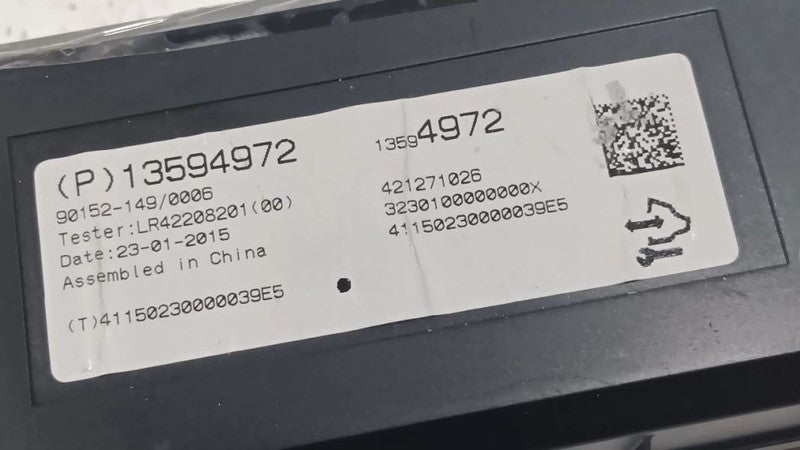 (P)13594972
90152-149/0006
Tester:LR42208201(00)
Date:23-01-2015
Assembled in China
(T)41150230000039E5
13594972
421271026
3230100000000X
41150230000039E5